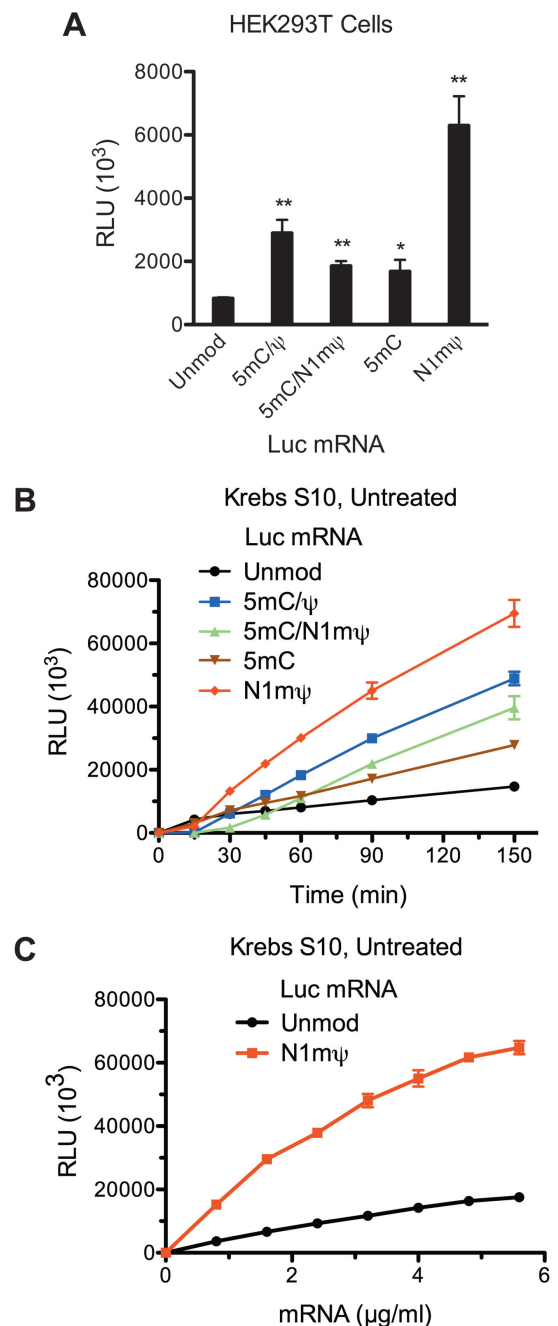 A
HEK293T Cells
RLU (10³)
8000
6000
4000
2000
0
**
**
*
**
Unmod
5mC/ψ
5mC/N1mψ
5mC
N1mψ
Luc mRNA
B
Krebs S10, Untreated
Luc mRNA
Unmod
5mC/ψ
5mC/N1mψ
5mC
N1mψ
RLU (10³)
80000
60000
40000
20000
0
0 30 60 90 120 150
Time (min)
C
Krebs S10, Untreated
Luc mRNA
Unmod
N1mψ
RLU (10³)
80000
60000
40000
20000
0
0 2 4 6
mRNA (µg/ml)